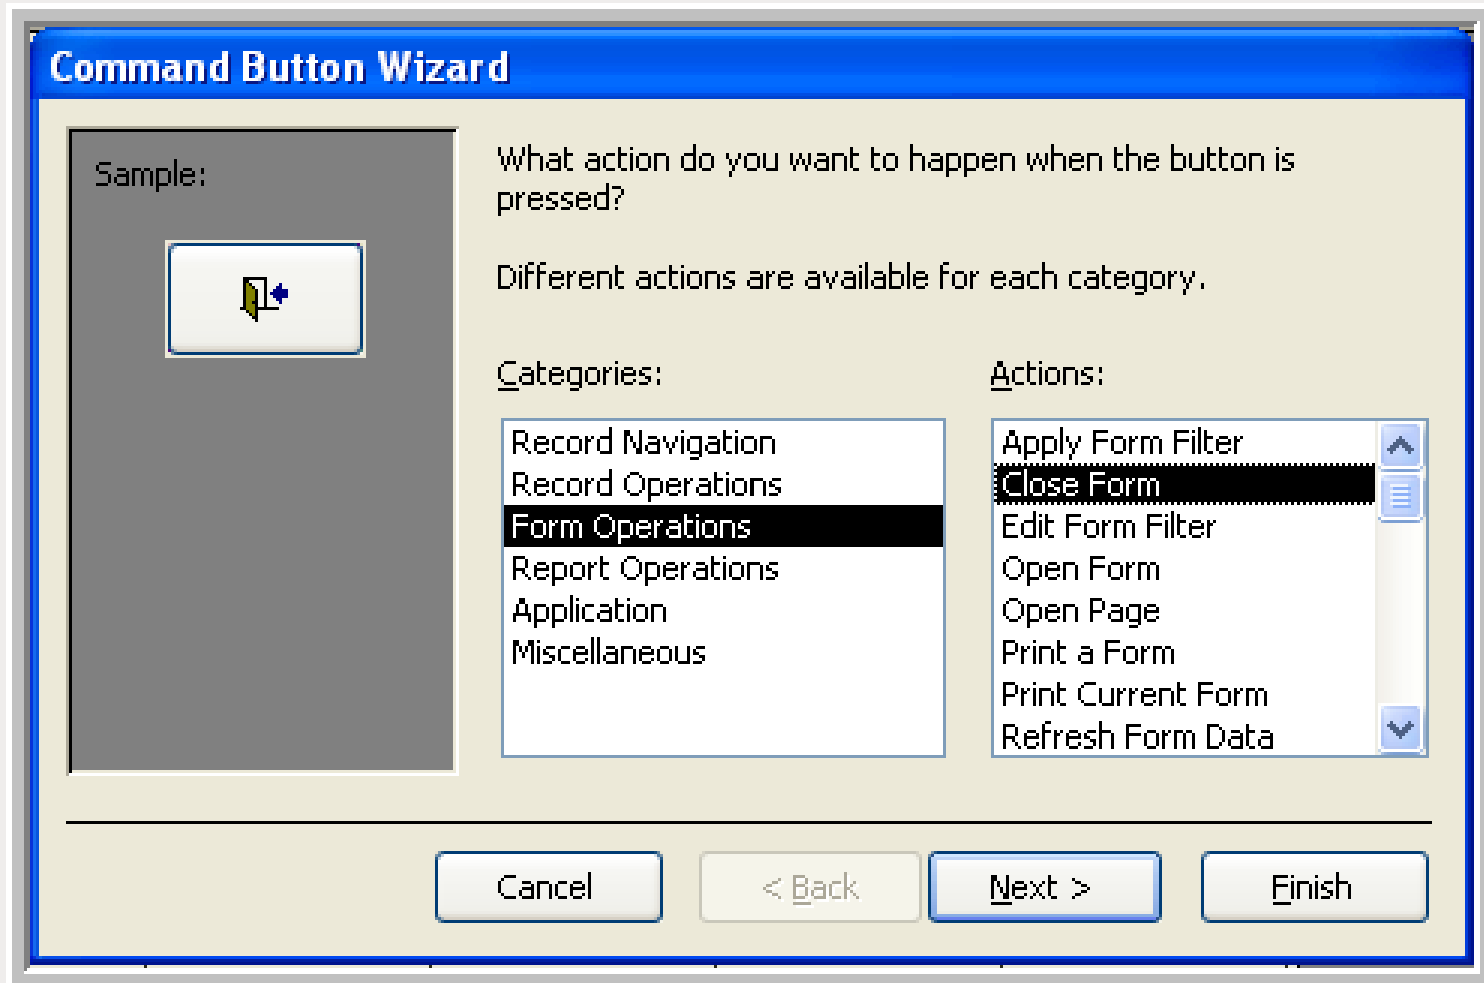 Command Button Wizard
Sample:
What action do you want to happen when the button is
pressed?
Different actions are available for each category.
Categories:
Record Navigation
Record Operations
Form Operations
Report Operations
Application
Miscellaneous
Actions:
Apply Form Filter
Close Form
Edit Form Filter
Open Form
Open Page
Print a Form
Print Current Form
Refresh Form Data
Cancel
< Back
Next >
Finish